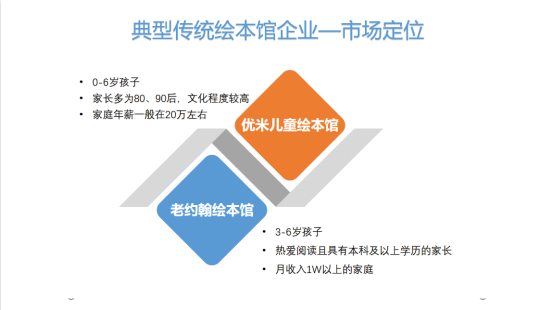 典型传统绘本馆企业—市场定位
• 0-6岁孩子
• 家长多为80、90后，文化程度较高
• 家庭年薪一般在20万左右
优米儿童绘本馆
老约翰绘本馆
• 3-6岁孩子
• 热爱阅读且具有本科及以上学历的家长
• 月收入1W以上的家庭